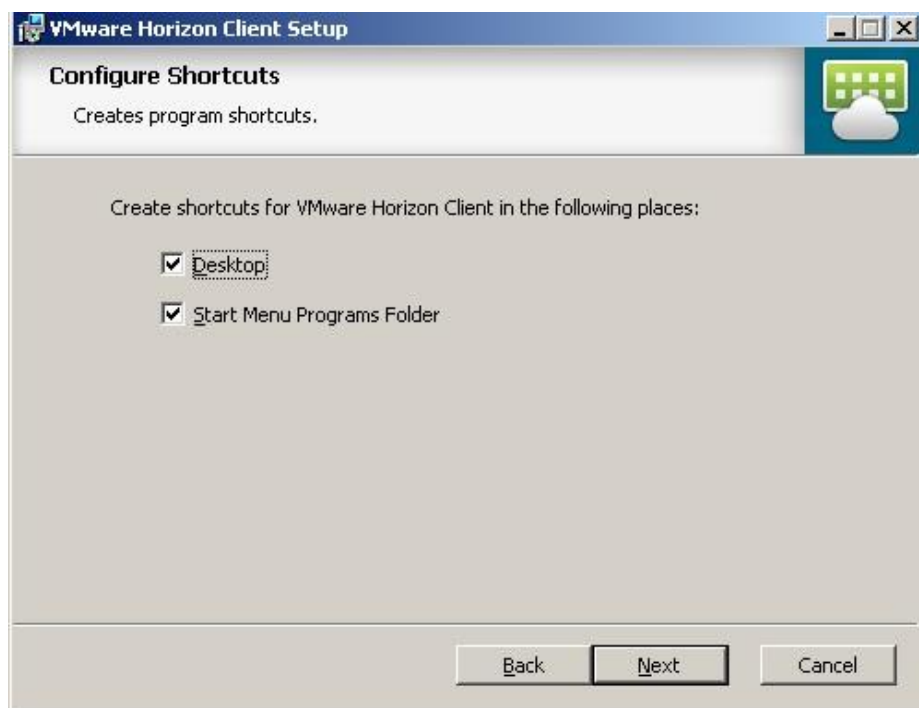 VMware Horizon Client Setup
Configure Shortcuts
Creates program shortcuts.
Create shortcuts for VMware Horizon Client in the following places:
Desktop
Start Menu Programs Folder
Back Next Cancel